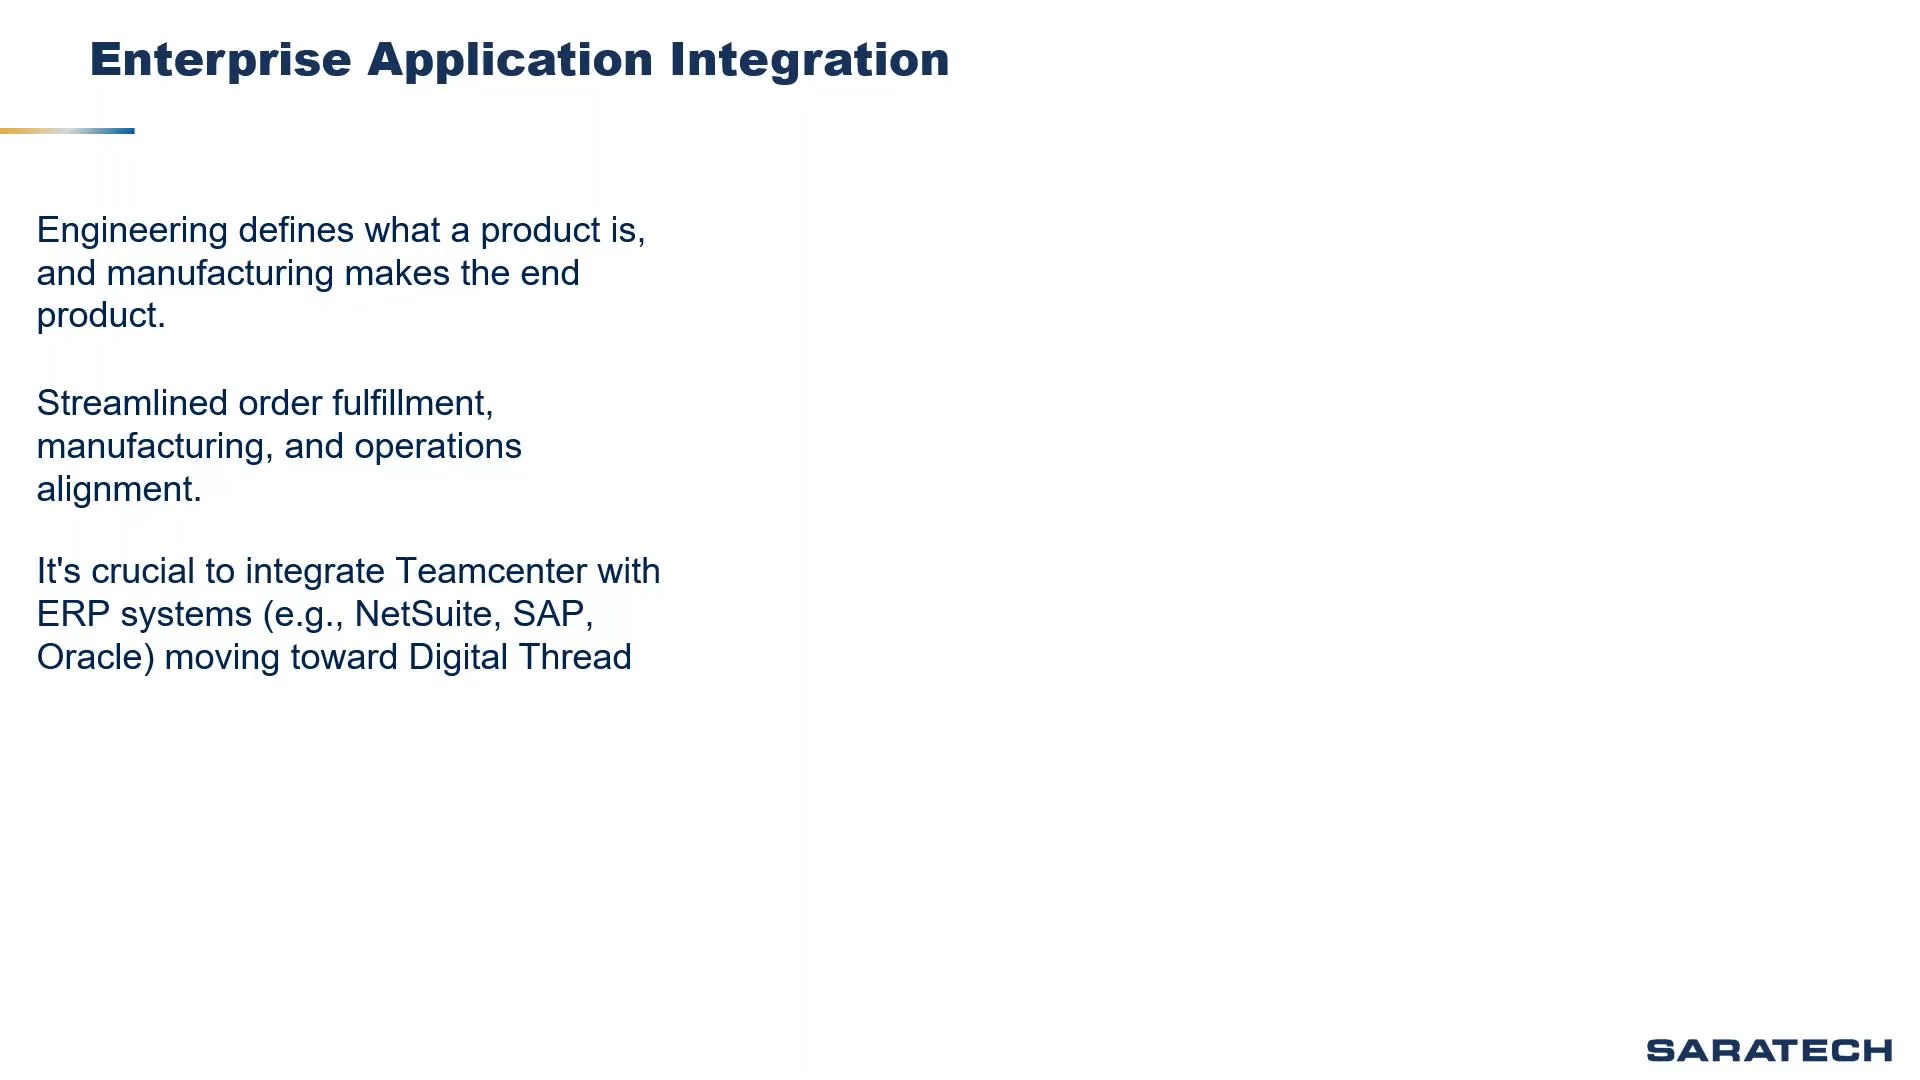 Enterprise Application Integration
Engineering defines what a product is,
and manufacturing makes the end
product.
Streamlined order fulfillment,
manufacturing, and operations
alignment.
It's crucial to integrate Teamcenter with
ERP systems (e.g., NetSuite, SAP,
Oracle) moving toward Digital Thread
SARATECH